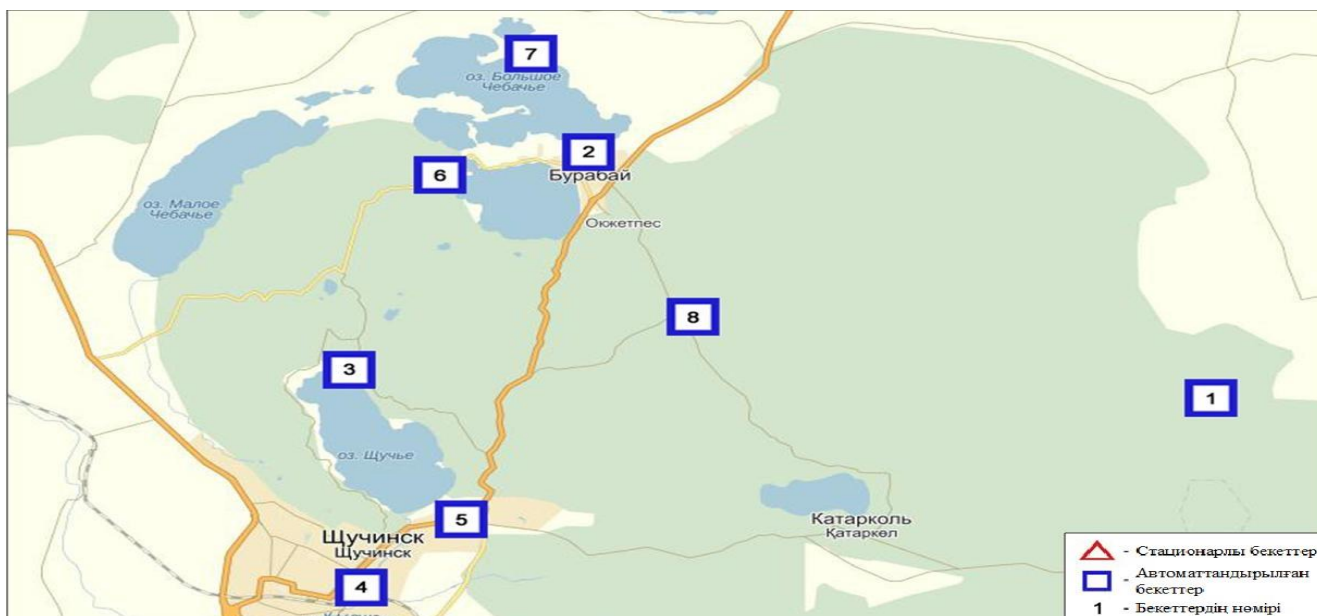 7
оз. Большое
Чебачье
2
Бурабай
6
оз. Малое
Чебачье
Окжетпес
8
3
1
оз. Щучье
5
Катарколь
Қатаркөл
Щучинск
Щучинск
4
- Стационарлы бекеттер
- Автоматтандырылған
бекеттер
1 - Бекеттердің нөмірі